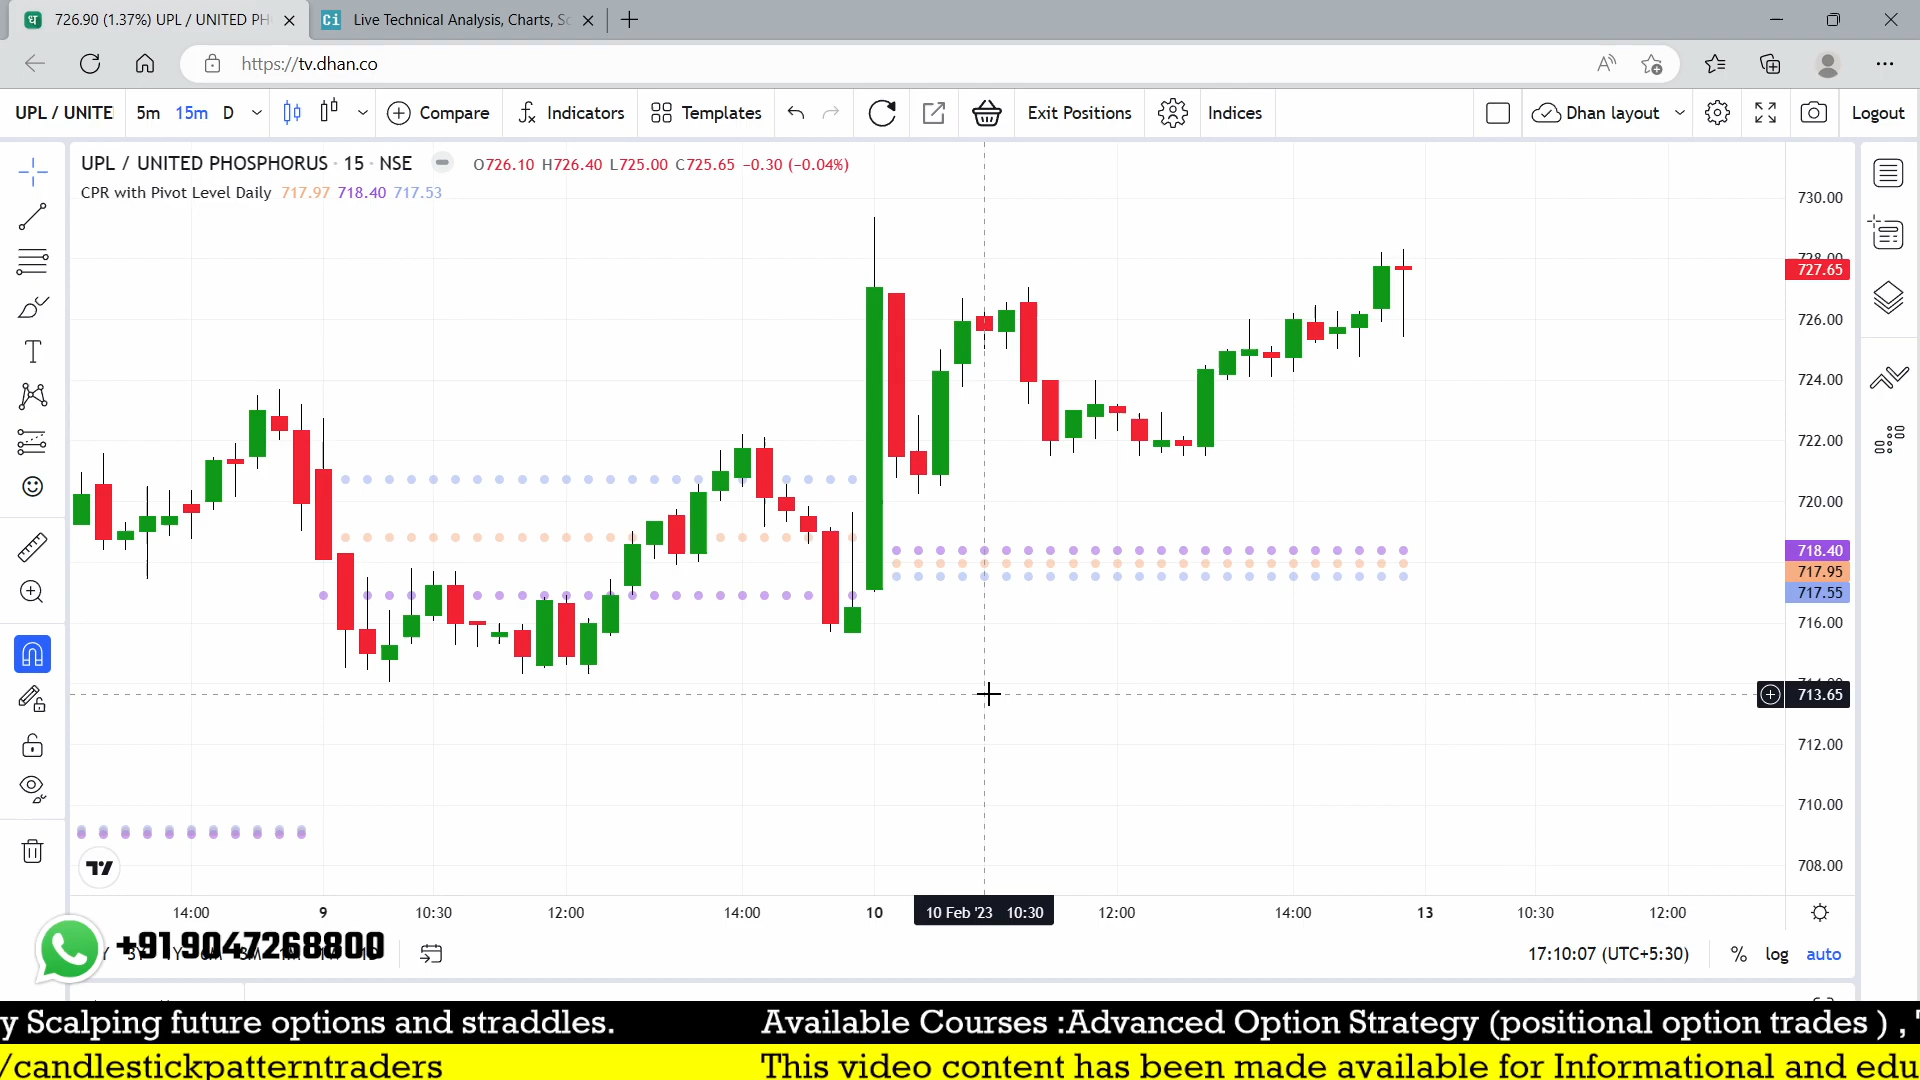 726.90 (1.37%) UPL / UNITED PH
Ci Live Technical Analysis, Charts, Sc
https://tv.dhan.co
UPL / UNITE 5m 15m D Compare Indicators Templates Exit Positions Indices Dhan layout Logout
UPL / UNITED PHOSPHORUS · 15 · NSE O726.10 H726.40 L725.00 C725.65 −0.30 (−0.04%)
CPR with Pivot Level Daily 717.97 718.40 717.53
730.00
728.00
727.65
726.00
724.00
722.00
720.00
718.40
717.95
717.55
716.00
713.65
712.00
710.00
708.00
14:00 9 10:30 12:00 14:00 10 10 Feb '23 10:30 12:00 14:00 13 10:30 12:00
+91 9047268800
17:10:07 (UTC+5:30) % log auto
y Scalping future options and straddles. Available Courses :Advanced Option Strategy (positional option trades ) ,
/candlestickpatterntraders This video content has been made available for Informational and edu